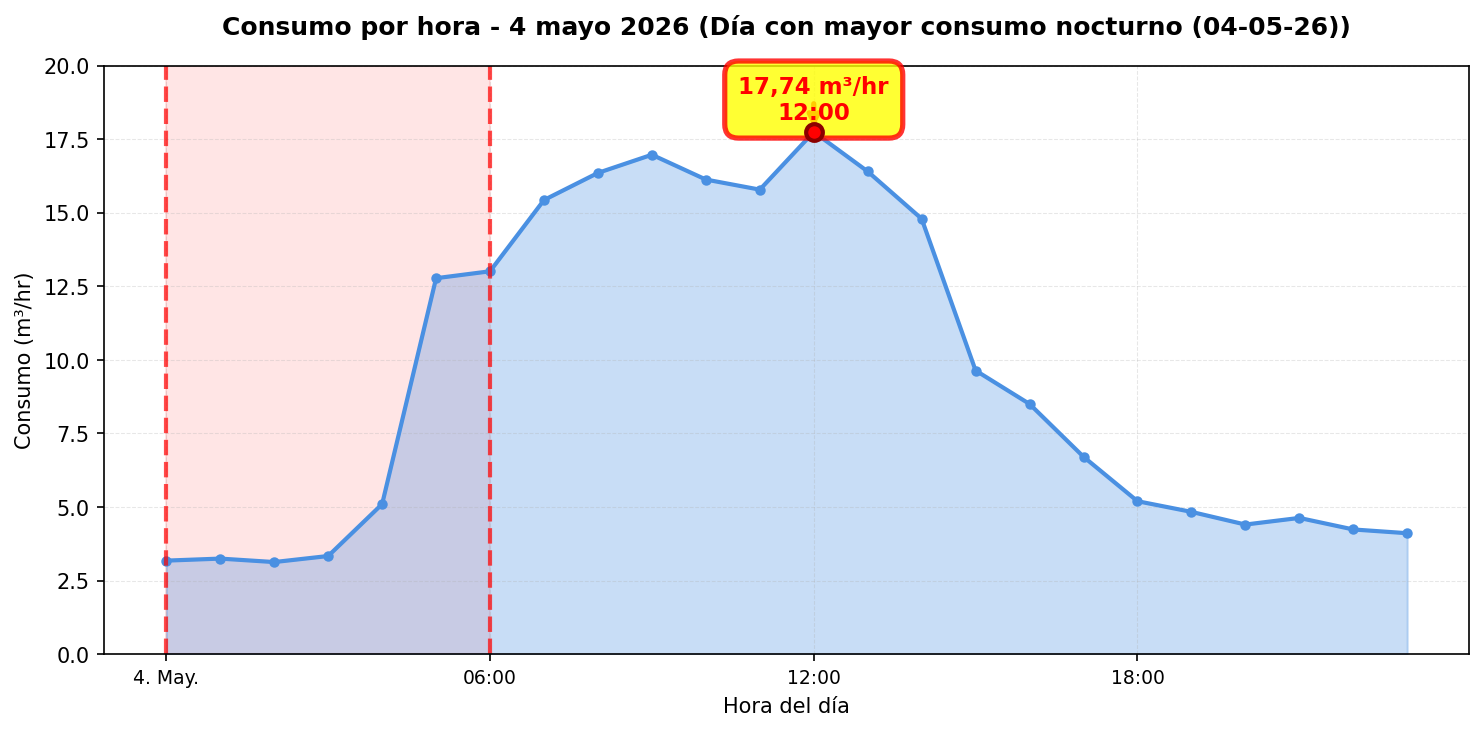 Consumo por hora - 4 mayo 2026 (Día con mayor consumo nocturno (04-05-26))
17,74 m³/hr
12:00
Consumo (m³/hr)
20.0
17.5
15.0
12.5
10.0
7.5
5.0
2.5
0.0
4. May.
06:00
12:00
18:00
Hora del día